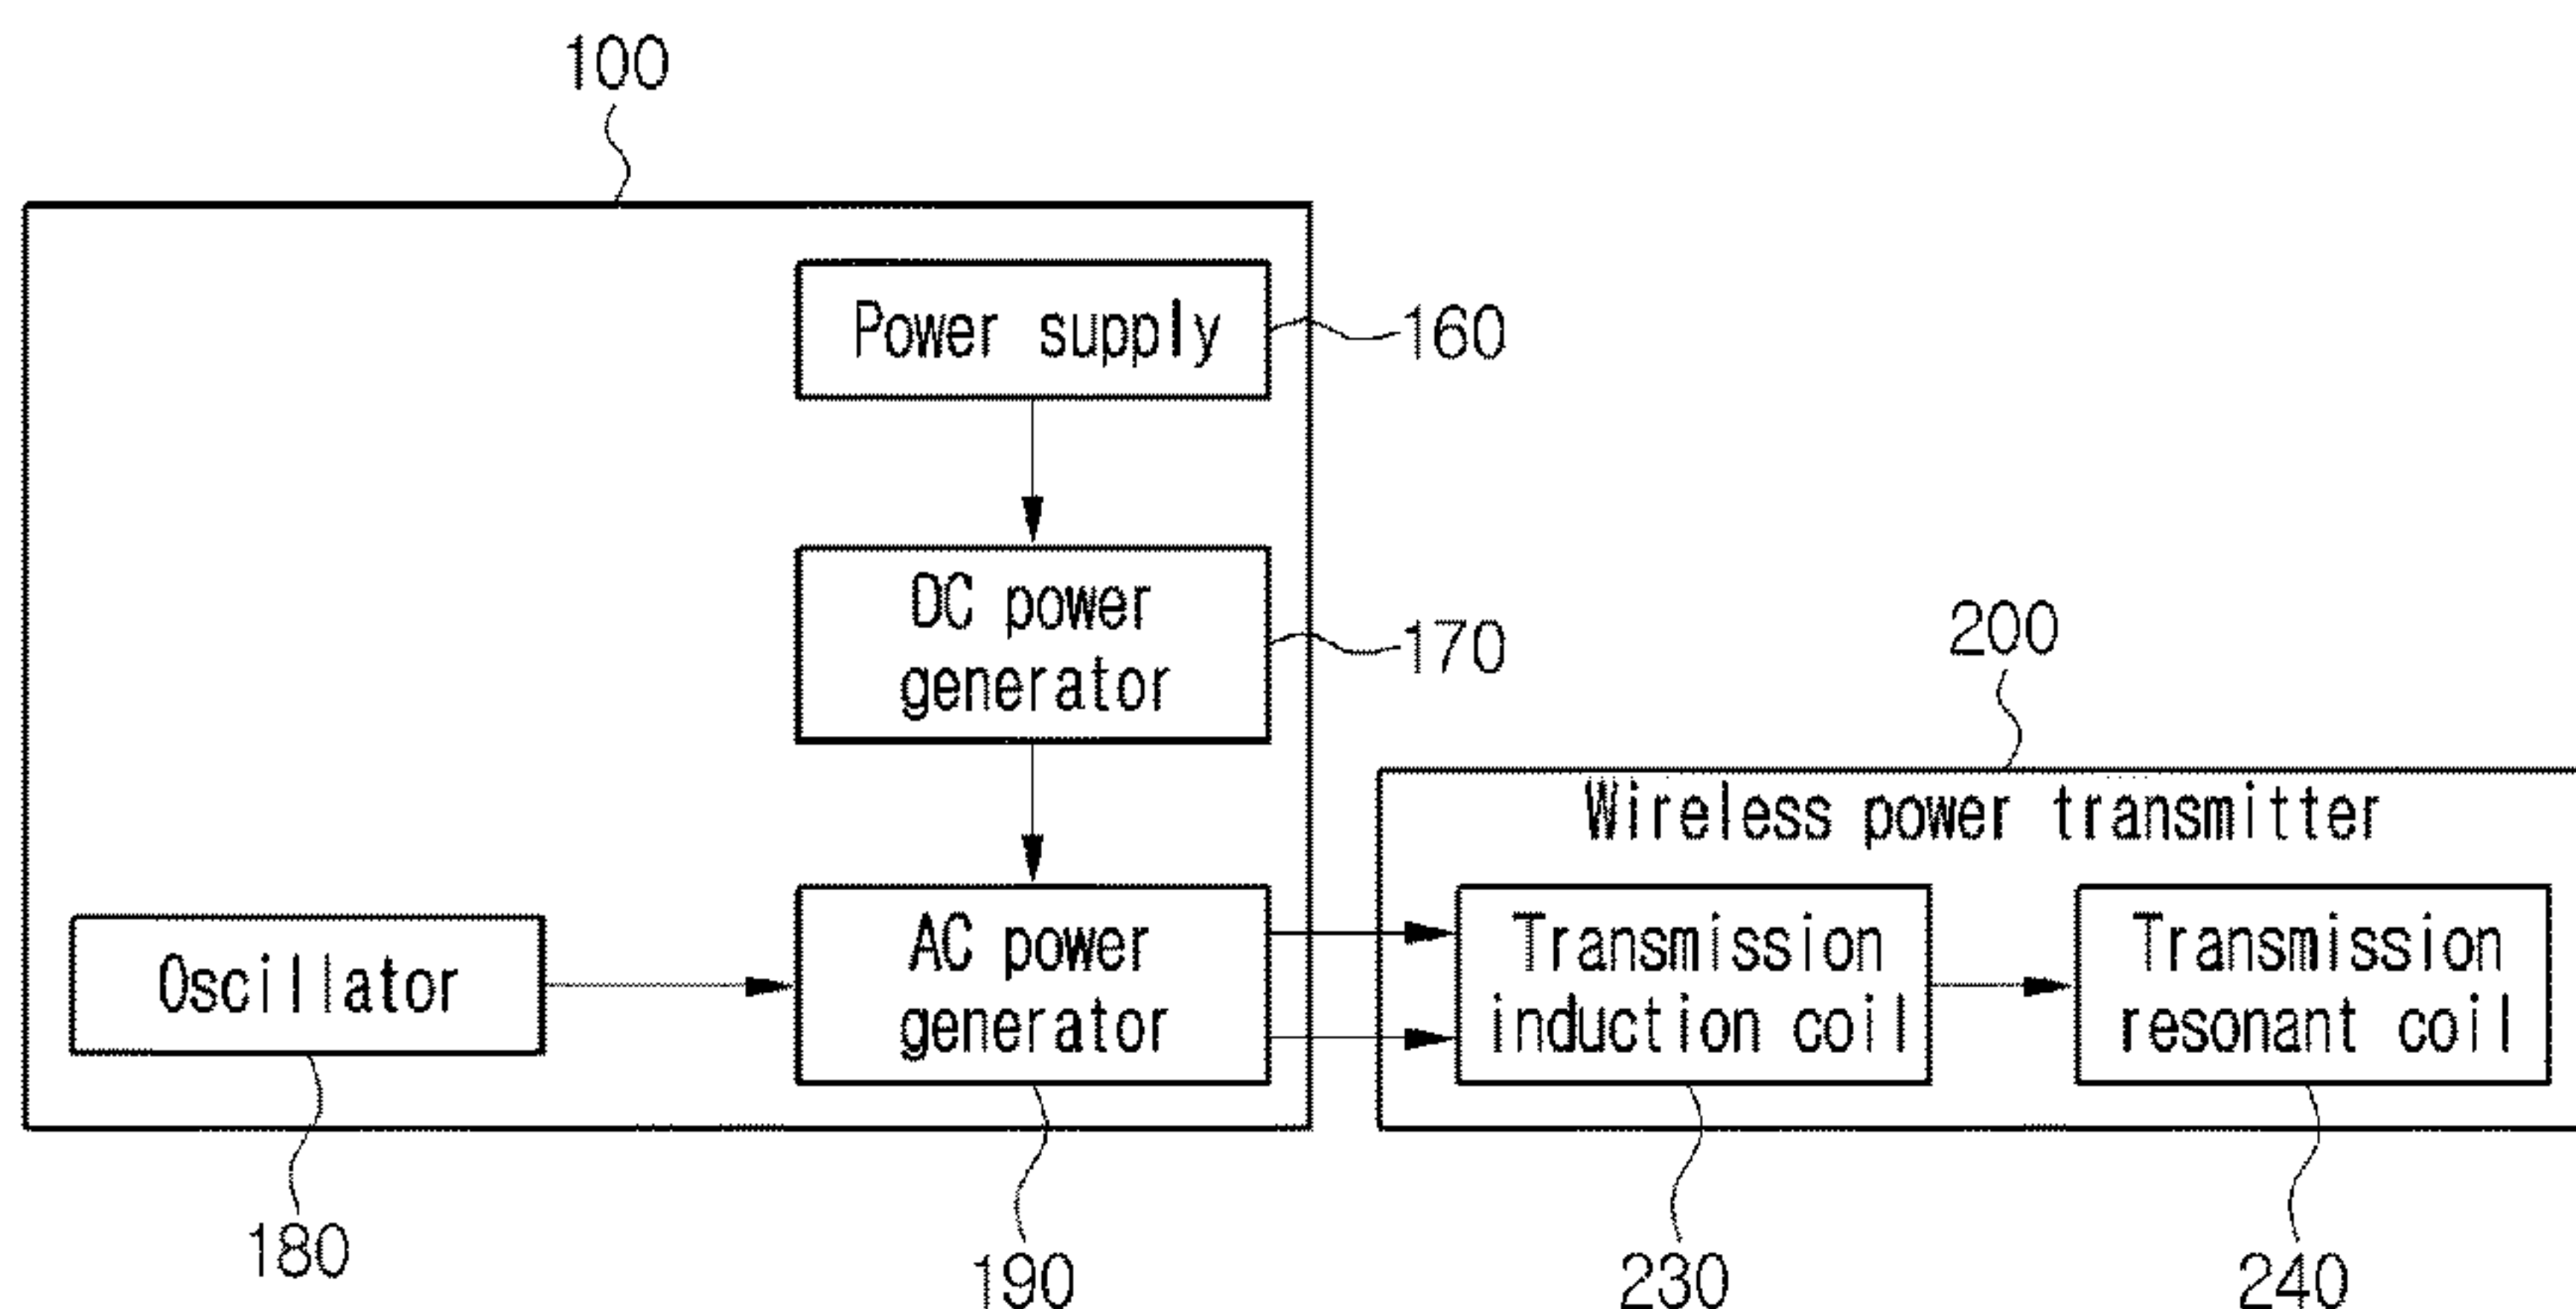 100
Power supply
160
DC power
generator
170
200
Wireless power transmitter
Oscillator
AC power
generator
Transmission
induction coil
Transmission
resonant coil
180
190
230
240